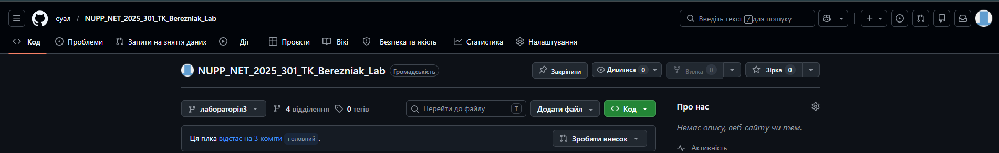 еуал / NUPP_NET_2025_301_TK_Berezniak_Lab
Введіть текст / для пошуку
Код Проблеми Запити на зняття даних Дії Проєкти Вікі Безпека та якість Статистика Налаштування
NUPP_NET_2025_301_TK_Berezniak_Lab Громадськість
Закріпити Дивитися 0 Вилка 0 Зірка 0
лабораторія3 4 відділення 0 тегів Перейти до файлу T Додати файл Код
Про нас
Немає опису, веб-сайту чи тем.
Ця гілка відстає на 3 коміти головний .
Зробити внесок
Активність